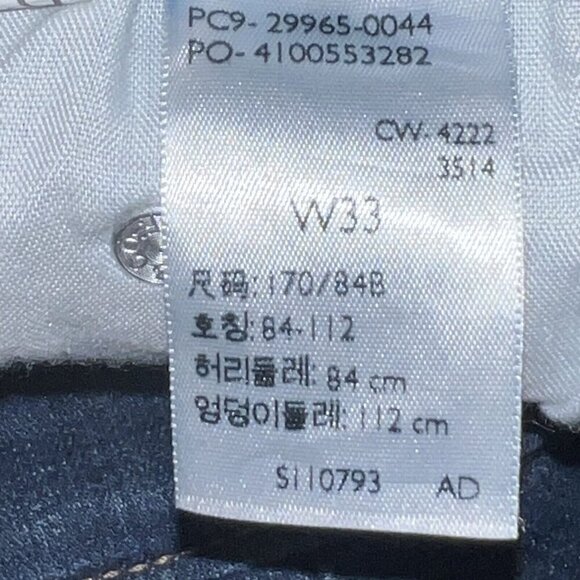 PC9- 29965-0044
PO- 4100553282
CW- 4222
3514
W33
尺码: 170/84B
호칭: 84-112
허리둘레: 84 cm
엉덩이둘레: 112 cm
S110793 AD